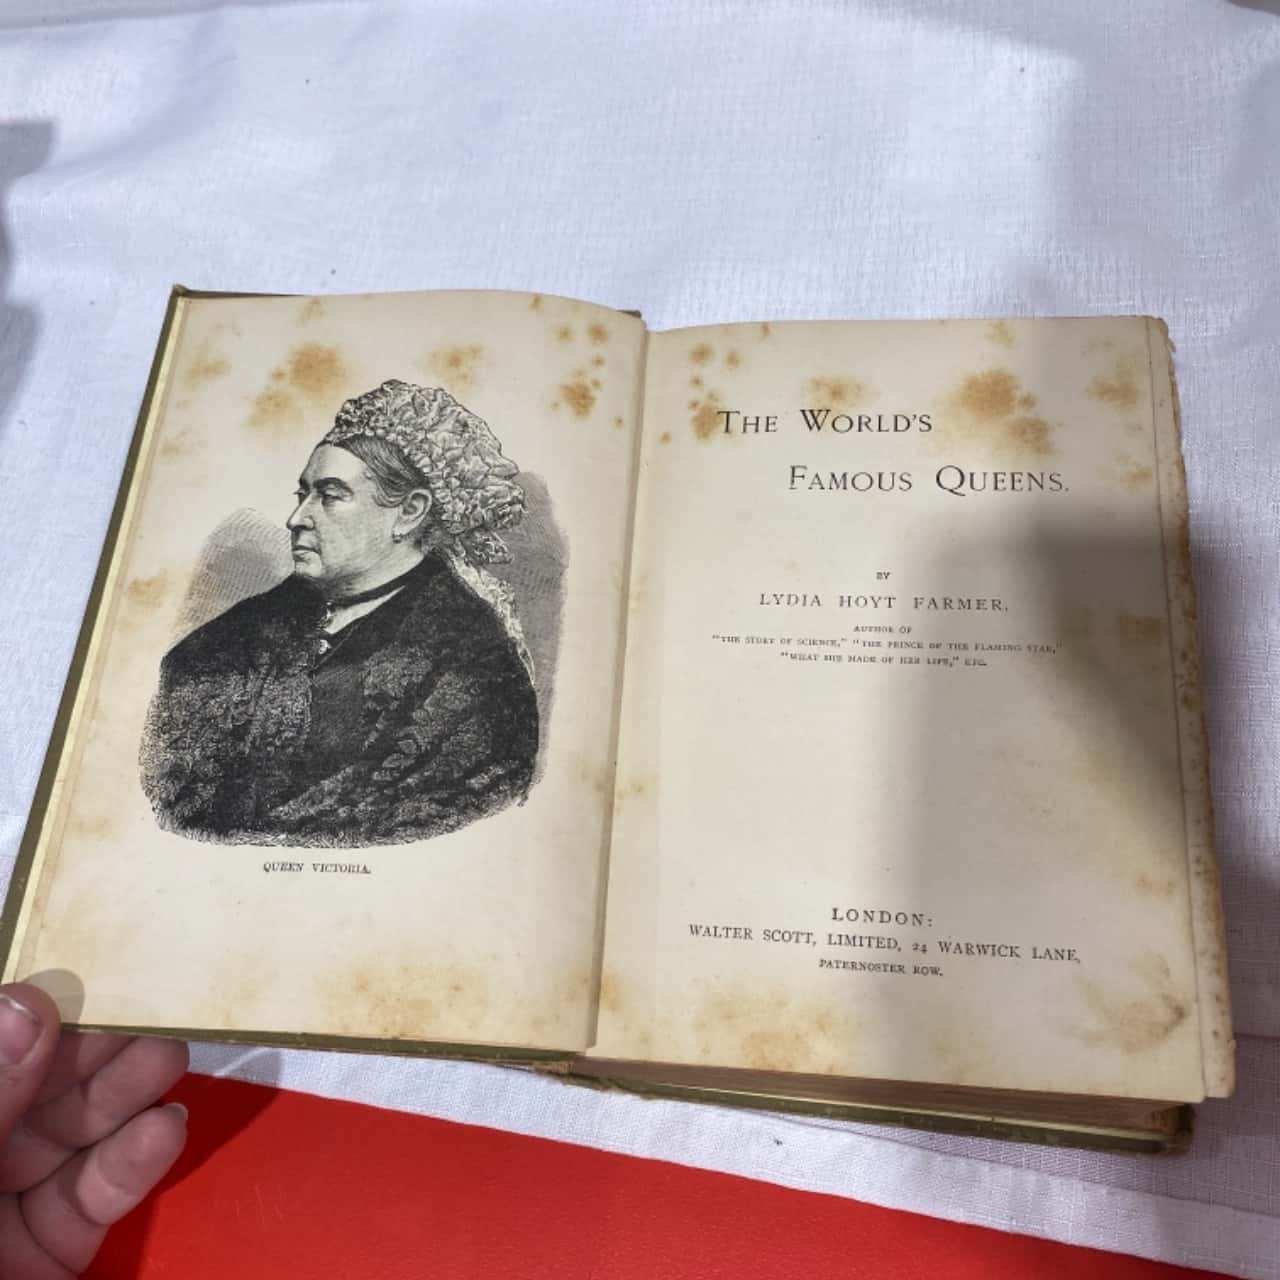 QUEEN VICTORIA.
THE WORLD'S
FAMOUS QUEENS.
BY
LYDIA HOYT FARMER,
AUTHOR OF
"THE STORY OF SCIENCE," "THE PRINCE OF THE FLAMING STAR,"
"WHAT SHE MADE OF HER LIFE," ETC.
LONDON:
WALTER SCOTT, LIMITED, 24 WARWICK LANE,
PATERNOSTER ROW.